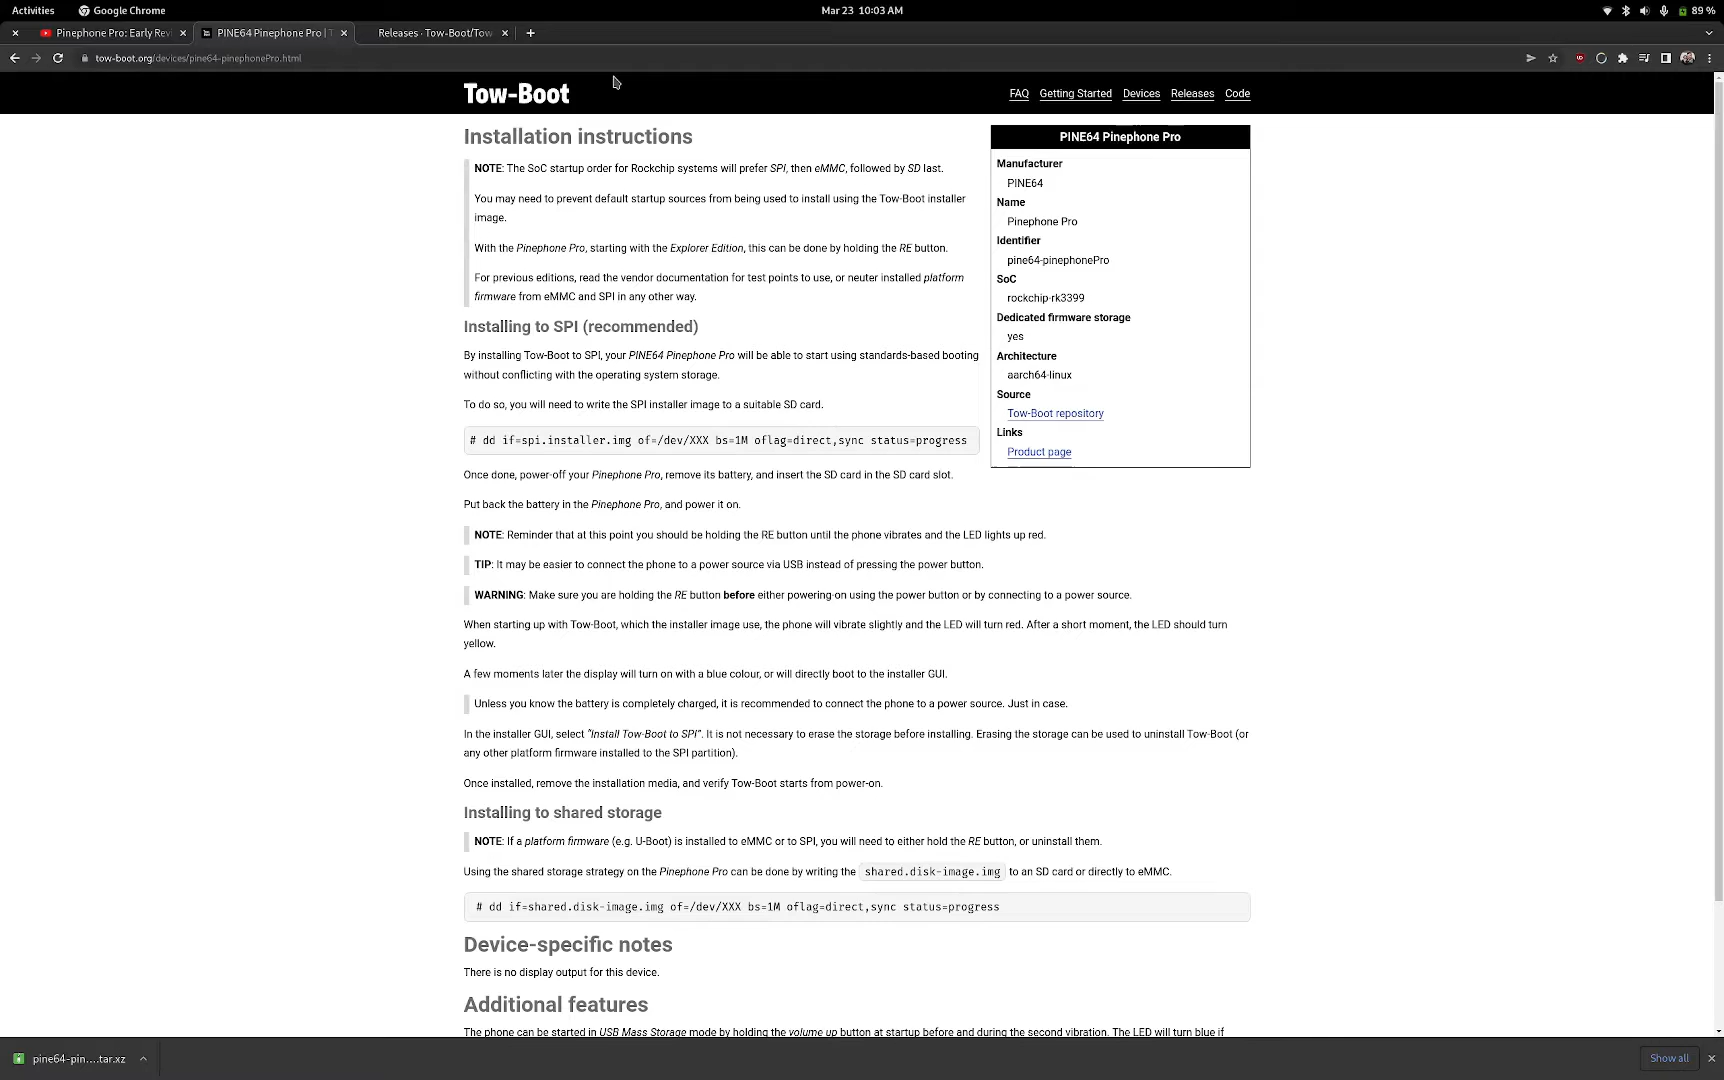 Activities
Google Chrome
Mar 23 10:03 AM
89 %
Pinephone Pro: Early Rev
PINE64 Pinephone Pro | T
Releases · Tow-Boot/Tow
tow-boot.org/devices/pine64-pinephonePro.html
Tow-Boot
FAQ
Getting Started
Devices
Releases
Code
Installation instructions
NOTE: The SoC startup order for Rockchip systems will prefer SPI, then eMMC, followed by SD last.
You may need to prevent default startup sources from being used to install using the Tow-Boot installer
image.
With the Pinephone Pro, starting with the Explorer Edition, this can be done by holding the RE button.
For previous editions, read the vendor documentation for test points to use, or neuter installed platform
firmware from eMMC and SPI in any other way.
PINE64 Pinephone Pro
Manufacturer
PINE64
Name
Pinephone Pro
Identifier
pine64-pinephonePro
SoC
rockchip-rk3399
Dedicated firmware storage
yes
Architecture
aarch64-linux
Source
Tow-Boot repository
Links
Product page
Installing to SPI (recommended)
By installing Tow-Boot to SPI, your PINE64 Pinephone Pro will be able to start using standards-based booting
without conflicting with the operating system storage.
To do so, you will need to write the SPI installer image to a suitable SD card.
# dd if=spi.installer.img of=/dev/XXX bs=1M oflag=direct,sync status=progress
Once done, power-off your Pinephone Pro, remove its battery, and insert the SD card in the SD card slot.
Put back the battery in the Pinephone Pro, and power it on.
NOTE: Reminder that at this point you should be holding the RE button until the phone vibrates and the LED lights up red.
TIP: It may be easier to connect the phone to a power source via USB instead of pressing the power button.
WARNING: Make sure you are holding the RE button before either powering-on using the power button or by connecting to a power source.
When starting up with Tow-Boot, which the installer image use, the phone will vibrate slightly and the LED will turn red. After a short moment, the LED should turn
yellow.
A few moments later the display will turn on with a blue colour, or will directly boot to the installer GUI.
Unless you know the battery is completely charged, it is recommended to connect the phone to a power source. Just in case.
In the installer GUI, select "Install Tow-Boot to SPI". It is not necessary to erase the storage before installing. Erasing the storage can be used to uninstall Tow-Boot (or
any other platform firmware installed to the SPI partition).
Once installed, remove the installation media, and verify Tow-Boot starts from power-on.
Installing to shared storage
NOTE: If a platform firmware (e.g. U-Boot) is installed to eMMC or to SPI, you will need to either hold the RE button, or uninstall them.
Using the shared storage strategy on the Pinephone Pro can be done by writing the shared.disk-image.img to an SD card or directly to eMMC.
# dd if=shared.disk-image.img of=/dev/XXX bs=1M oflag=direct,sync status=progress
Device-specific notes
There is no display output for this device.
Additional features
The phone can be started in USB Mass Storage mode by holding the volume up button at startup before and during the second vibration. The LED will turn blue if
pine64-pin....tar.xz
Show all